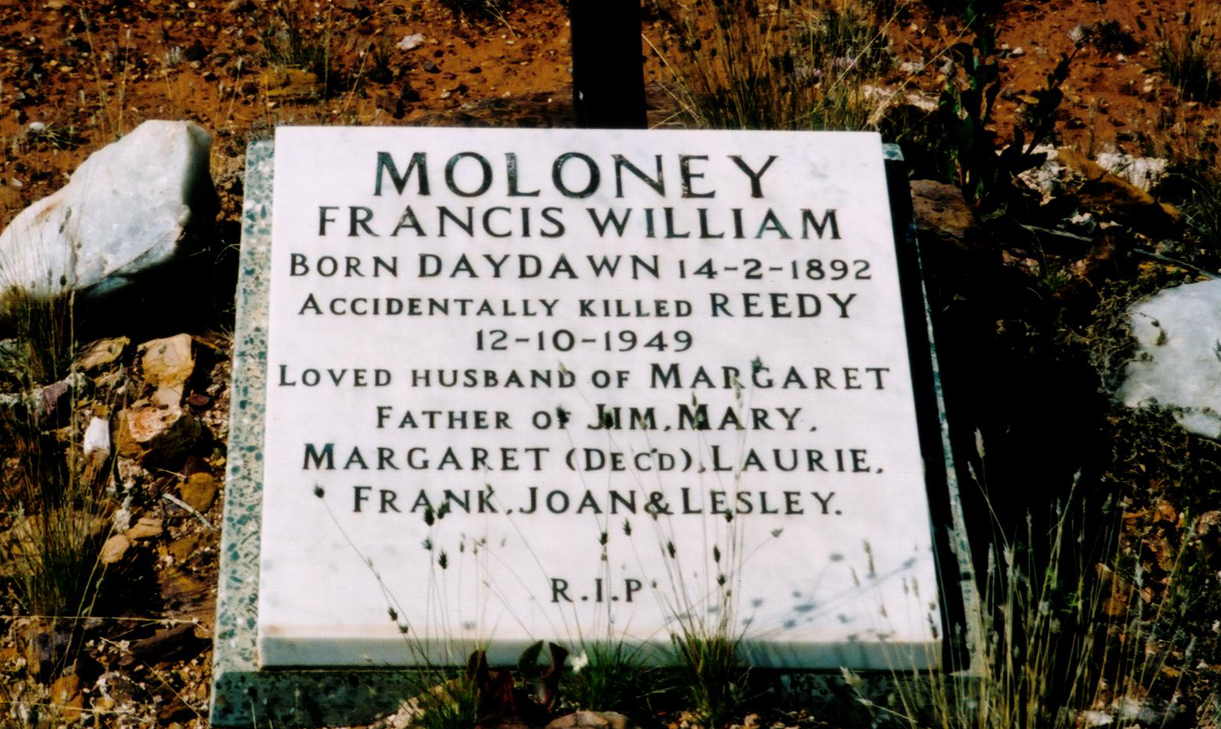 MOLONEY
FRANCIS WILLIAM
BORN DAYDAWN 14-2-1892
ACCIDENTALLY KILLED REEDY
12-10-1949
LOVED HUSBAND OF MARGARET
FATHER OF JIM, MARY,
MARGARET (DECD), LAURIE,
FRANK, JOAN & LESLEY.
R.I.P